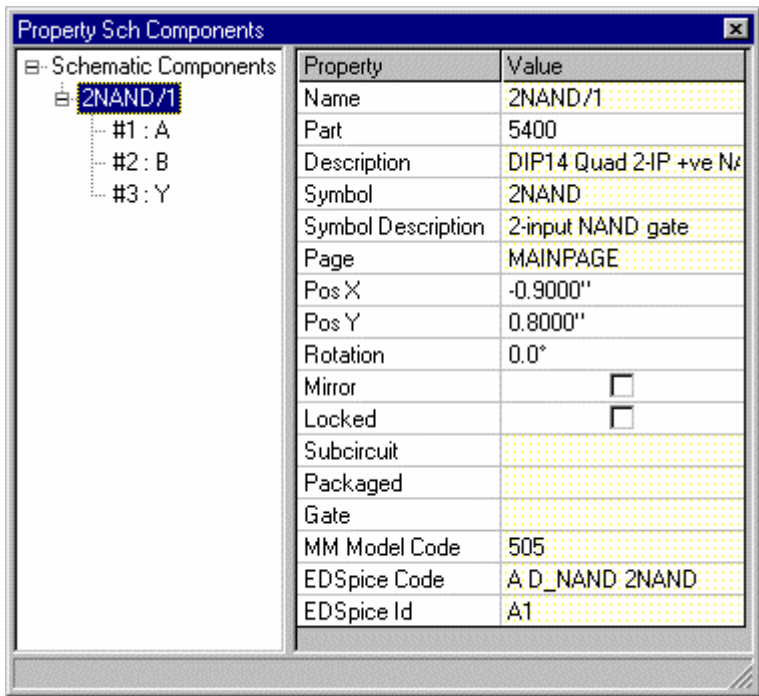 Property Sch Components
Schematic Components
2NAND/1
#1 : A
#2 : B
#3 : Y
Property Value
Name 2NAND/1
Part 5400
Description DIP14 Quad 2-IP +ve
Symbol 2NAND
Symbol Description 2-input NAND gate
Page MAINPAGE
Pos X -0.9000"
Pos Y 0.8000"
Rotation 0.0°
Mirror
Locked
Subcircuit
Packaged
Gate
MM Model Code 505
EDSpice Code A D_NAND 2NAND
EDSpice Id A1